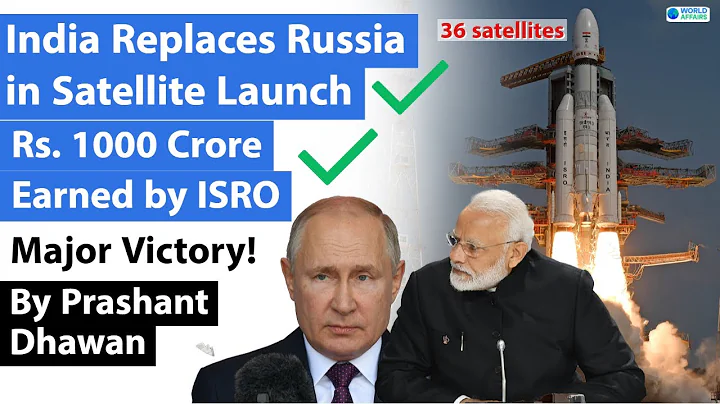 India Replaces Russia
in Satellite Launch
Rs. 1000 Crore
Earned by ISRO
Major Victory!
By Prashant
Dhawan
36 satellites
WORLD
AFFAIRS
ISRO
INDIA